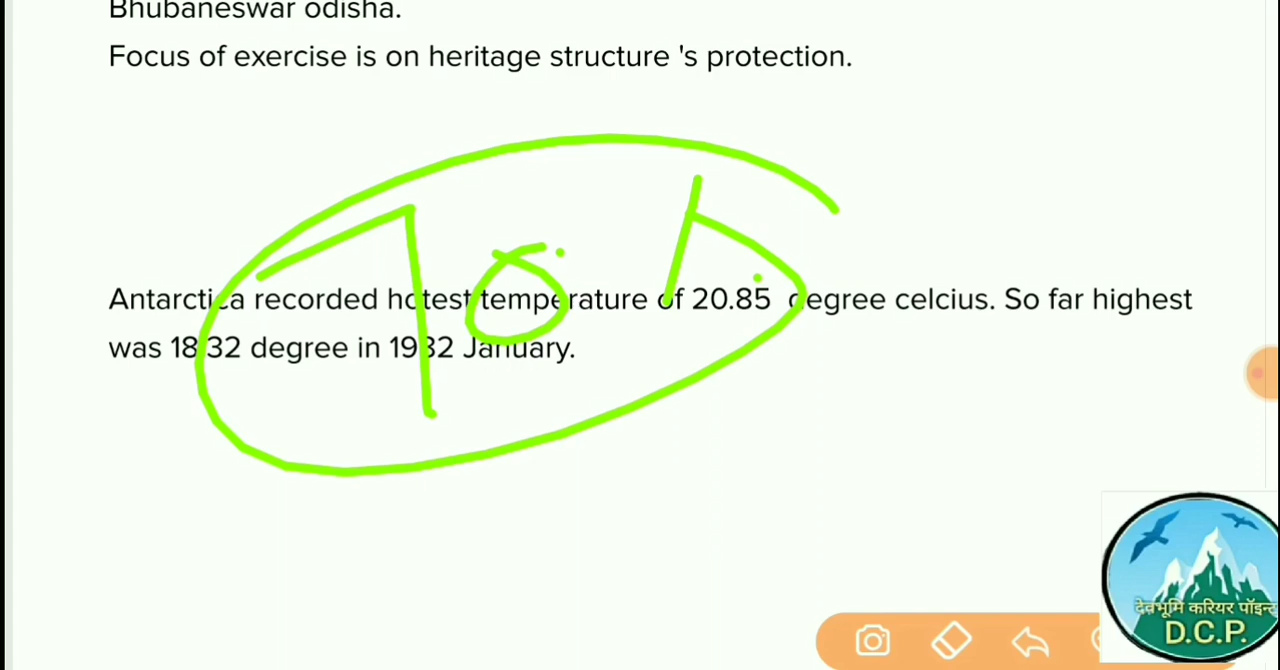 Bhubaneswar odisha.
Focus of exercise is on heritage structure 's protection.
Antarctica recorded hotest temperature of 20.85 degree celcius. So far highest
was 18.32 degree in 1982 January.
देवभूमि करियर पॉइन्ट
D.C.P.